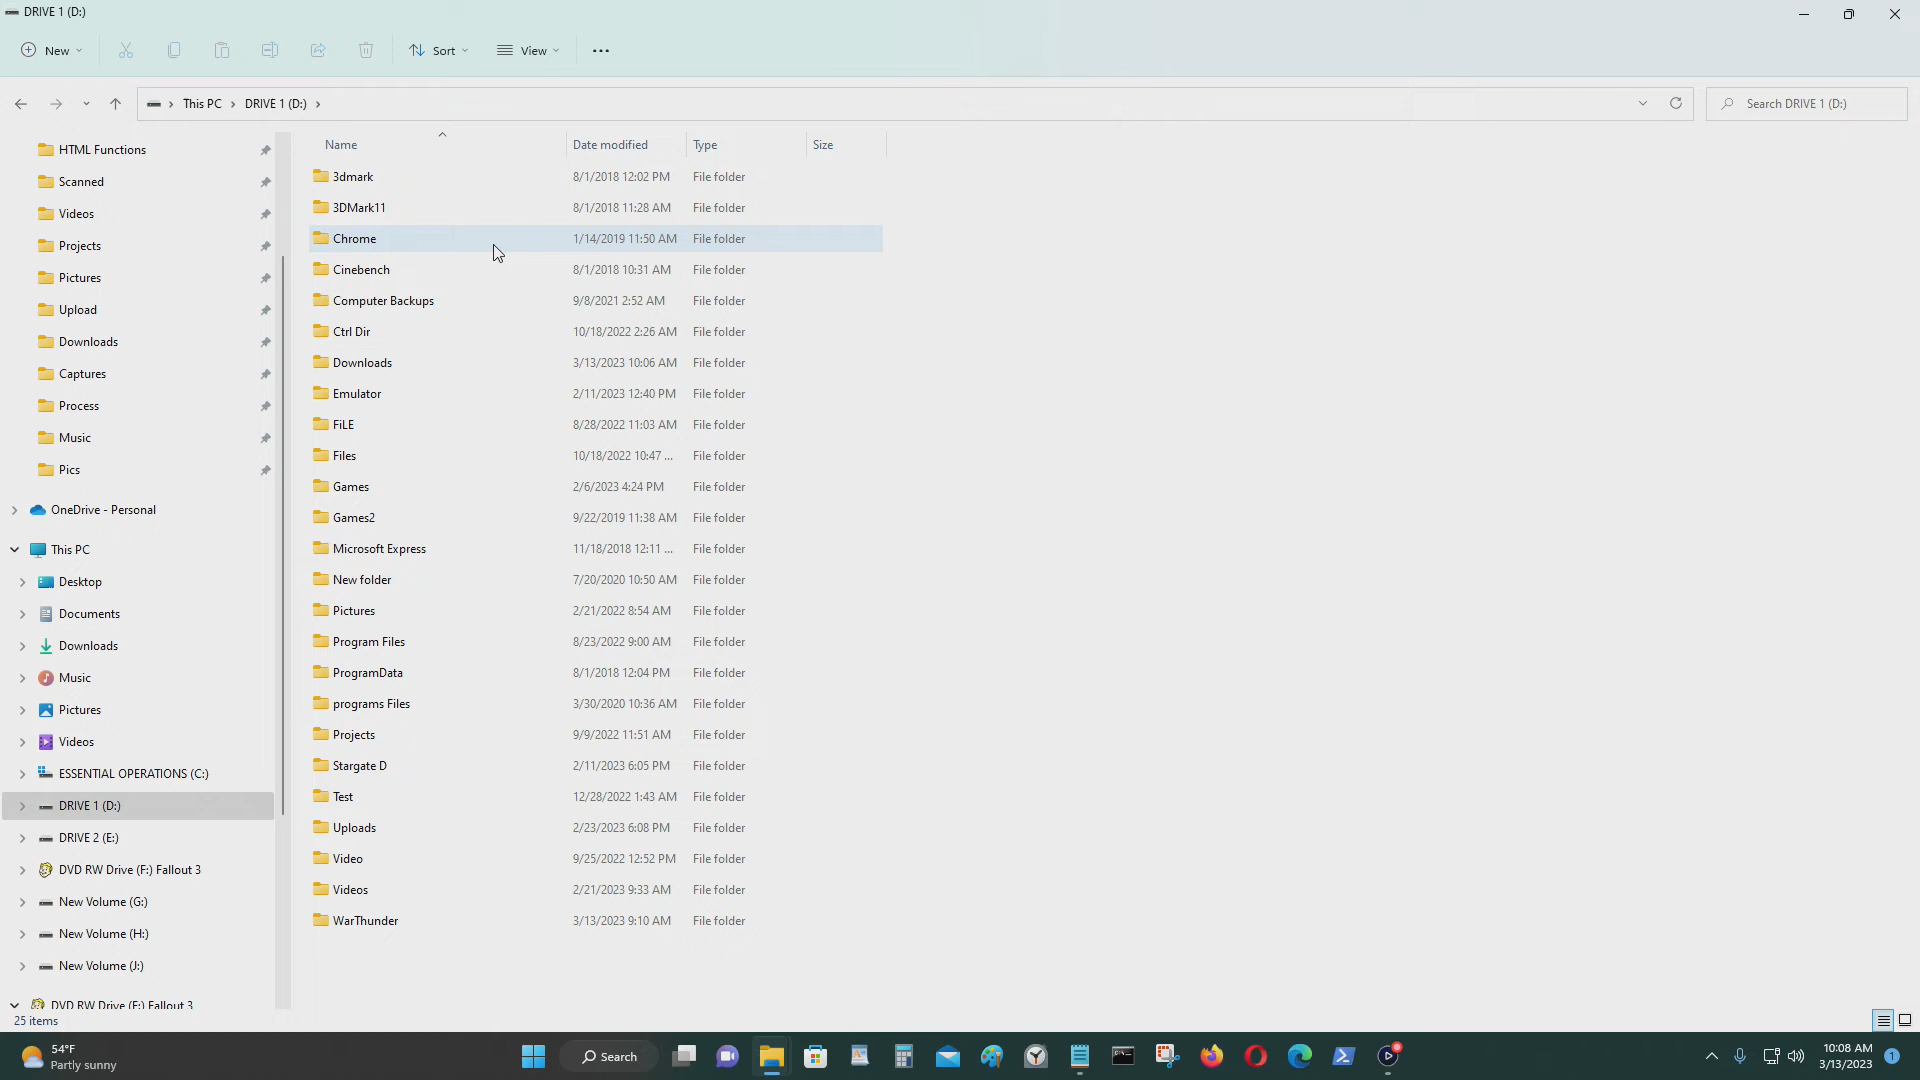 DRIVE 1 (D:)
New
Sort
View
This PC
DRIVE 1 (D:)
Search DRIVE 1 (D:)
HTML Functions
Scanned
Videos
Projects
Pictures
Upload
Downloads
Captures
Process
Music
Pics
OneDrive - Personal
This PC
Desktop
Documents
Downloads
Music
Pictures
Videos
ESSENTIAL OPERATIONS (C:)
DRIVE 1 (D:)
DRIVE 2 (E:)
DVD RW Drive (F:) Fallout 3
New Volume (G:)
New Volume (H:)
New Volume (J:)
DVD RW Drive (F:) Fallout 3
Name Date modified Type Size
3dmark 8/1/2018 12:02 PM File folder
3DMark11 8/1/2018 11:28 AM File folder
Chrome 1/14/2019 11:50 AM File folder
Cinebench 8/1/2018 10:31 AM File folder
Computer Backups 9/8/2021 2:52 AM File folder
Ctrl Dir 10/18/2022 2:26 AM File folder
Downloads 3/13/2023 10:06 AM File folder
Emulator 2/11/2023 12:40 PM File folder
FiLE 8/28/2022 11:03 AM File folder
Files 10/18/2022 10:47 ... File folder
Games 2/6/2023 4:24 PM File folder
Games2 9/22/2019 11:38 AM File folder
Microsoft Express 11/18/2018 12:11 ... File folder
New folder 7/20/2020 10:50 AM File folder
Pictures 2/21/2022 8:54 AM File folder
Program Files 8/23/2022 9:00 AM File folder
ProgramData 8/1/2018 12:04 PM File folder
programs Files 3/30/2020 10:36 AM File folder
Projects 9/9/2022 11:51 AM File folder
Stargate D 2/11/2023 6:05 PM File folder
Test 12/28/2022 1:43 AM File folder
Uploads 2/23/2023 6:08 PM File folder
Video 9/25/2022 12:52 PM File folder
Videos 2/21/2023 9:33 AM File folder
WarThunder 3/13/2023 9:10 AM File folder
25 items
54°F
Partly sunny
Search
10:08 AM
3/13/2023
1